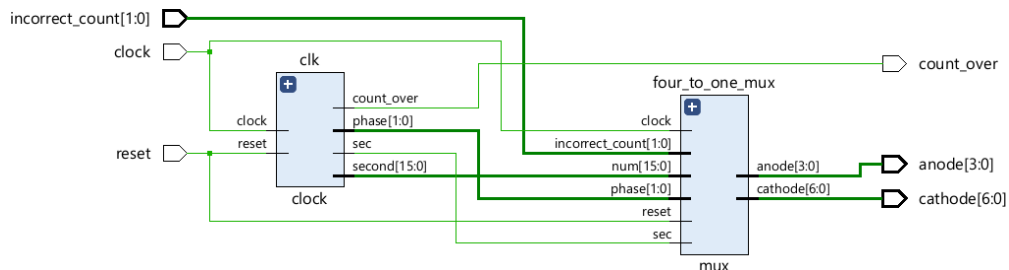 incorrect_count[1:0]
clock
reset
clk
clock
reset
count_over
phase[1:0]
sec
second[15:0]
clock
four_to_one_mux
clock
incorrect_count[1:0]
num[15:0]
phase[1:0]
reset
sec
anode[3:0]
cathode[6:0]
mux
count_over
anode[3:0]
cathode[6:0]